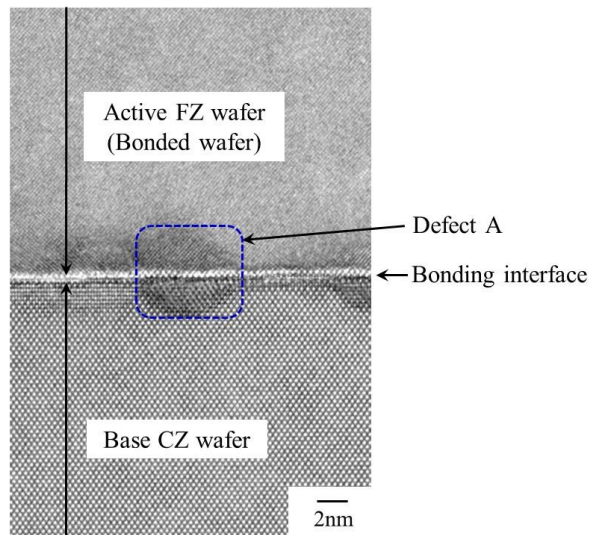 Active FZ wafer
(Bonded wafer)
Defect A
Bonding interface
Base CZ wafer
2nm